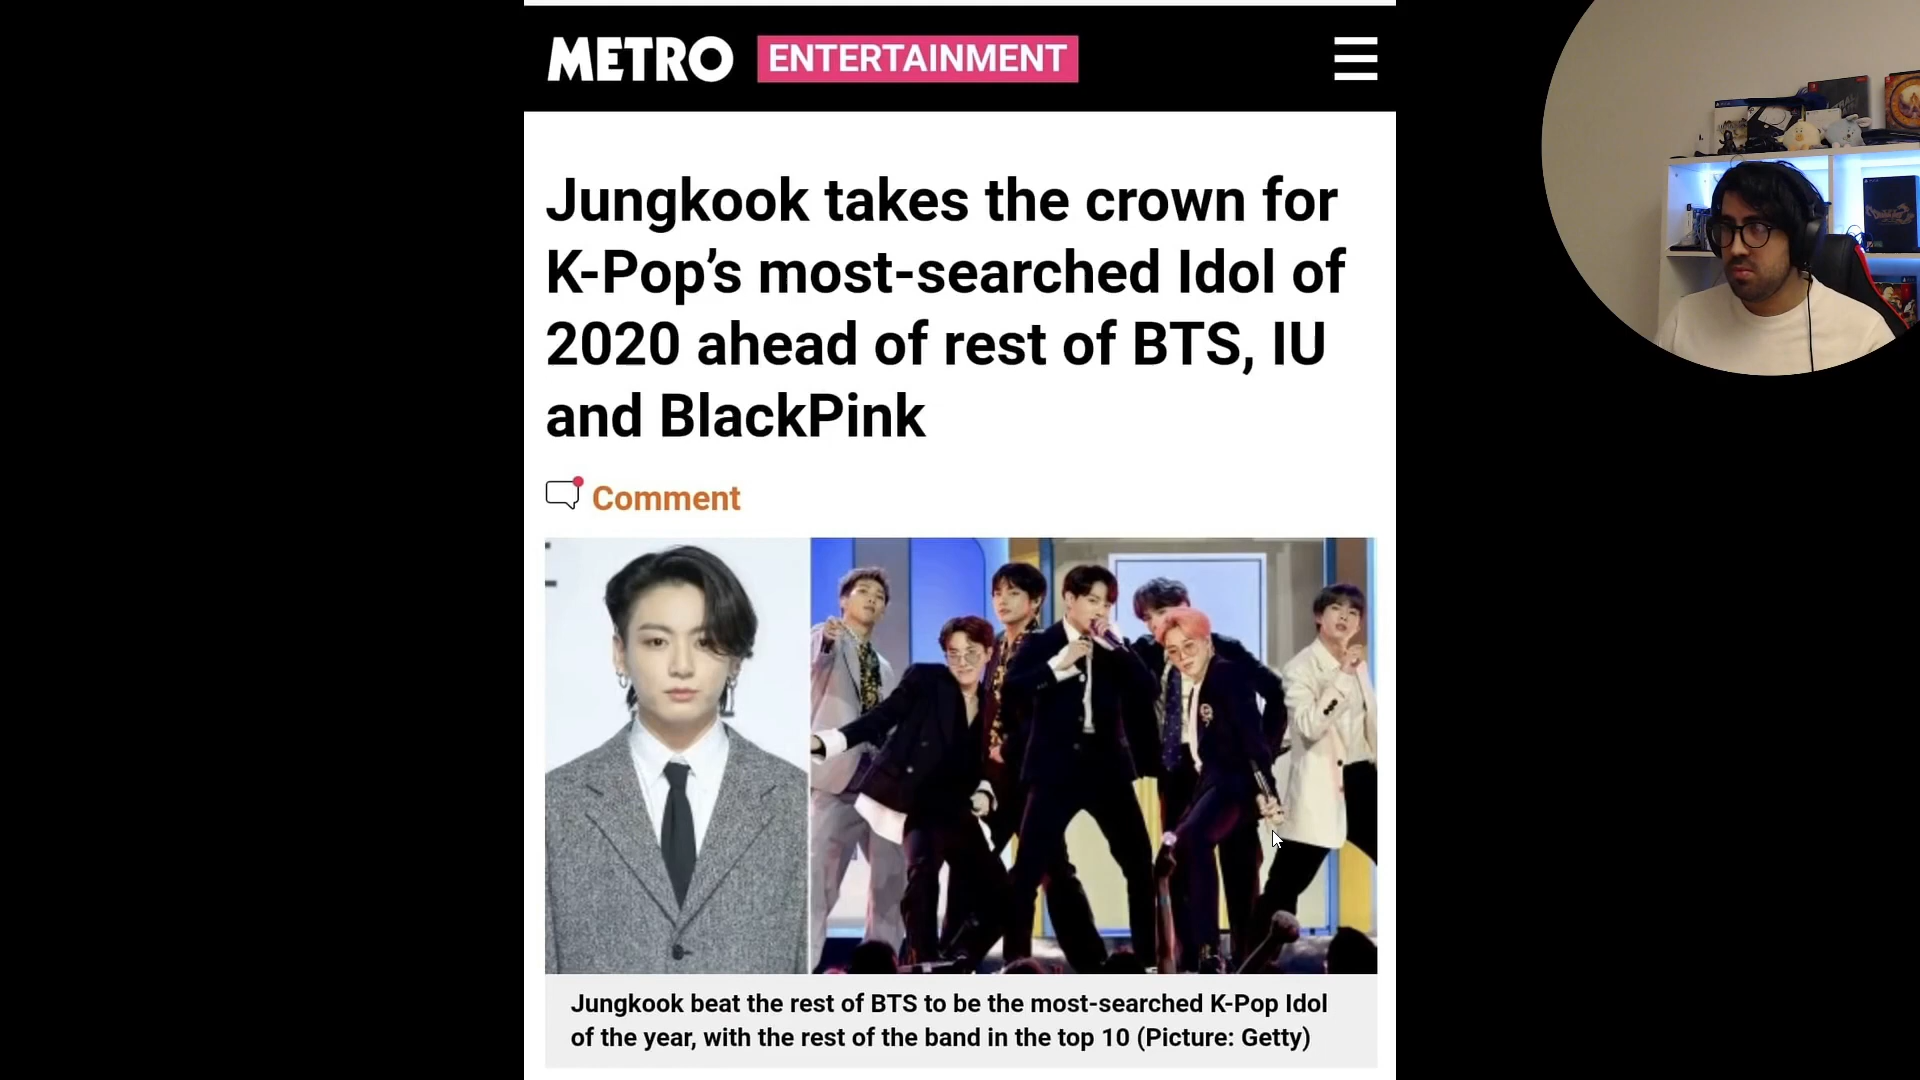 METRO ENTERTAINMENT
Jungkook takes the crown for
K-Pop’s most-searched Idol of
2020 ahead of rest of BTS, IU
and BlackPink
Comment
Jungkook beat the rest of BTS to be the most-searched K-Pop Idol
of the year, with the rest of the band in the top 10 (Picture: Getty)